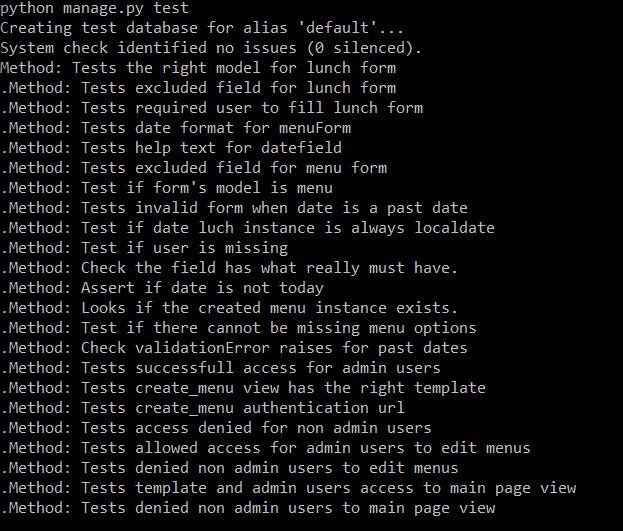 python manage.py test
Creating test database for alias 'default'...
System check identified no issues (0 silenced).
Method: Tests the right model for lunch form
.Method: Tests excluded field for lunch form
.Method: Tests required user to fill lunch form
.Method: Tests date format for menuForm
.Method: Tests help text for datefield
.Method: Tests excluded field for menu form
.Method: Test if form's model is menu
.Method: Tests invalid form when date is a past date
.Method: Test if date luch instance is always localdate
.Method: Test if user is missing
.Method: Check the field has what really must have.
.Method: Assert if date is not today
.Method: Looks if the created menu instance exists.
.Method: Test if there cannot be missing menu options
.Method: Check validationError raises for past dates
.Method: Tests successfull access for admin users
.Method: Tests create_menu view has the right template
.Method: Tests create_menu authentication url
.Method: Tests access denied for non admin users
.Method: Tests allowed access for admin users to edit menus
.Method: Tests denied non admin users to edit menus
.Method: Tests template and admin users access to main page view
.Method: Tests denied non admin users to main page view